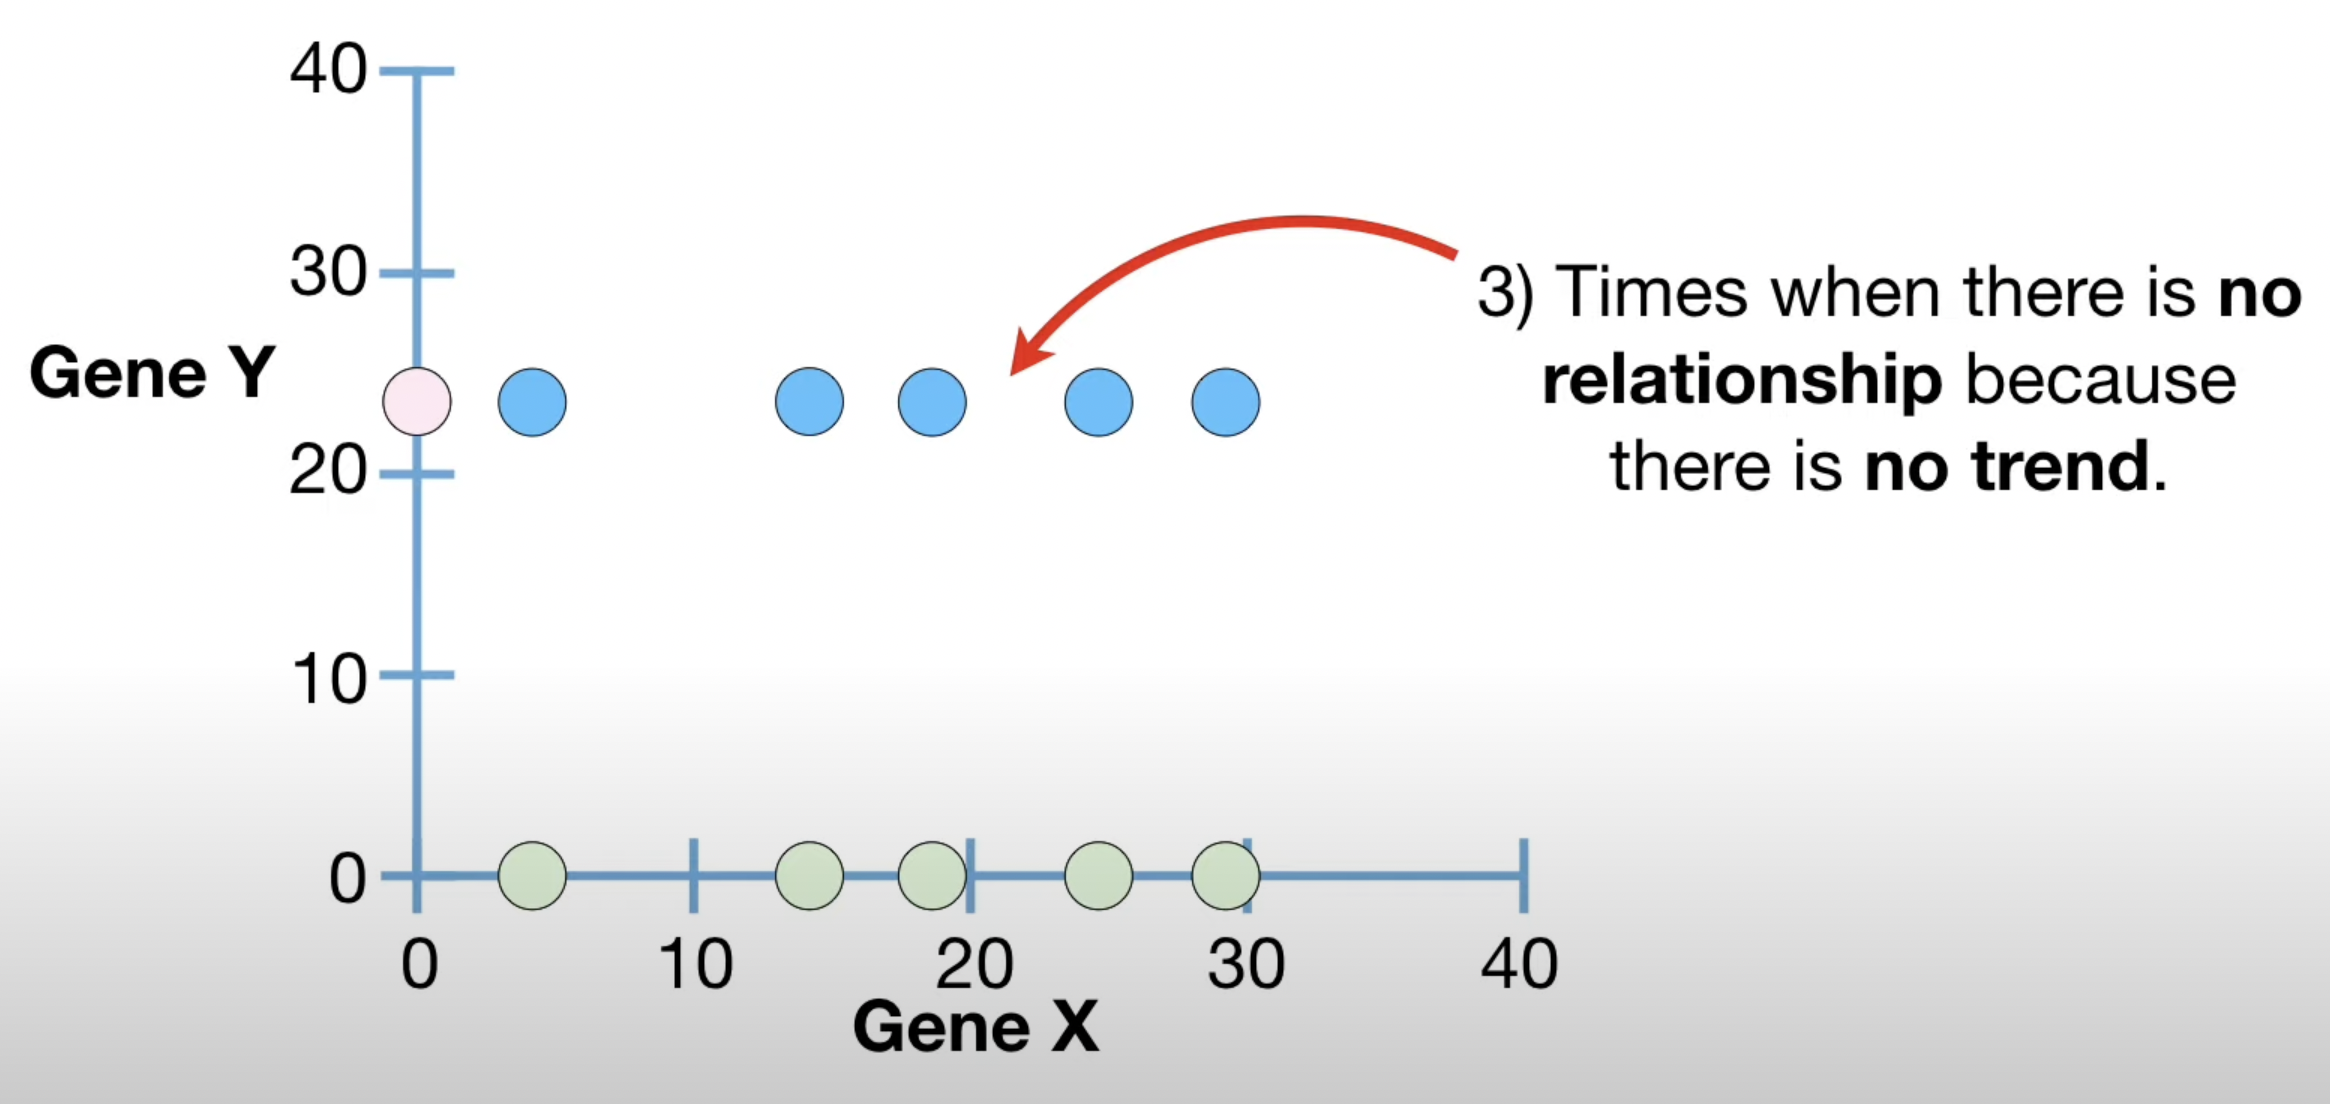 40
30
Gene Y
20
10
0
0 10 20 30 40
Gene X
3) Times when there is no
relationship because
there is no trend.